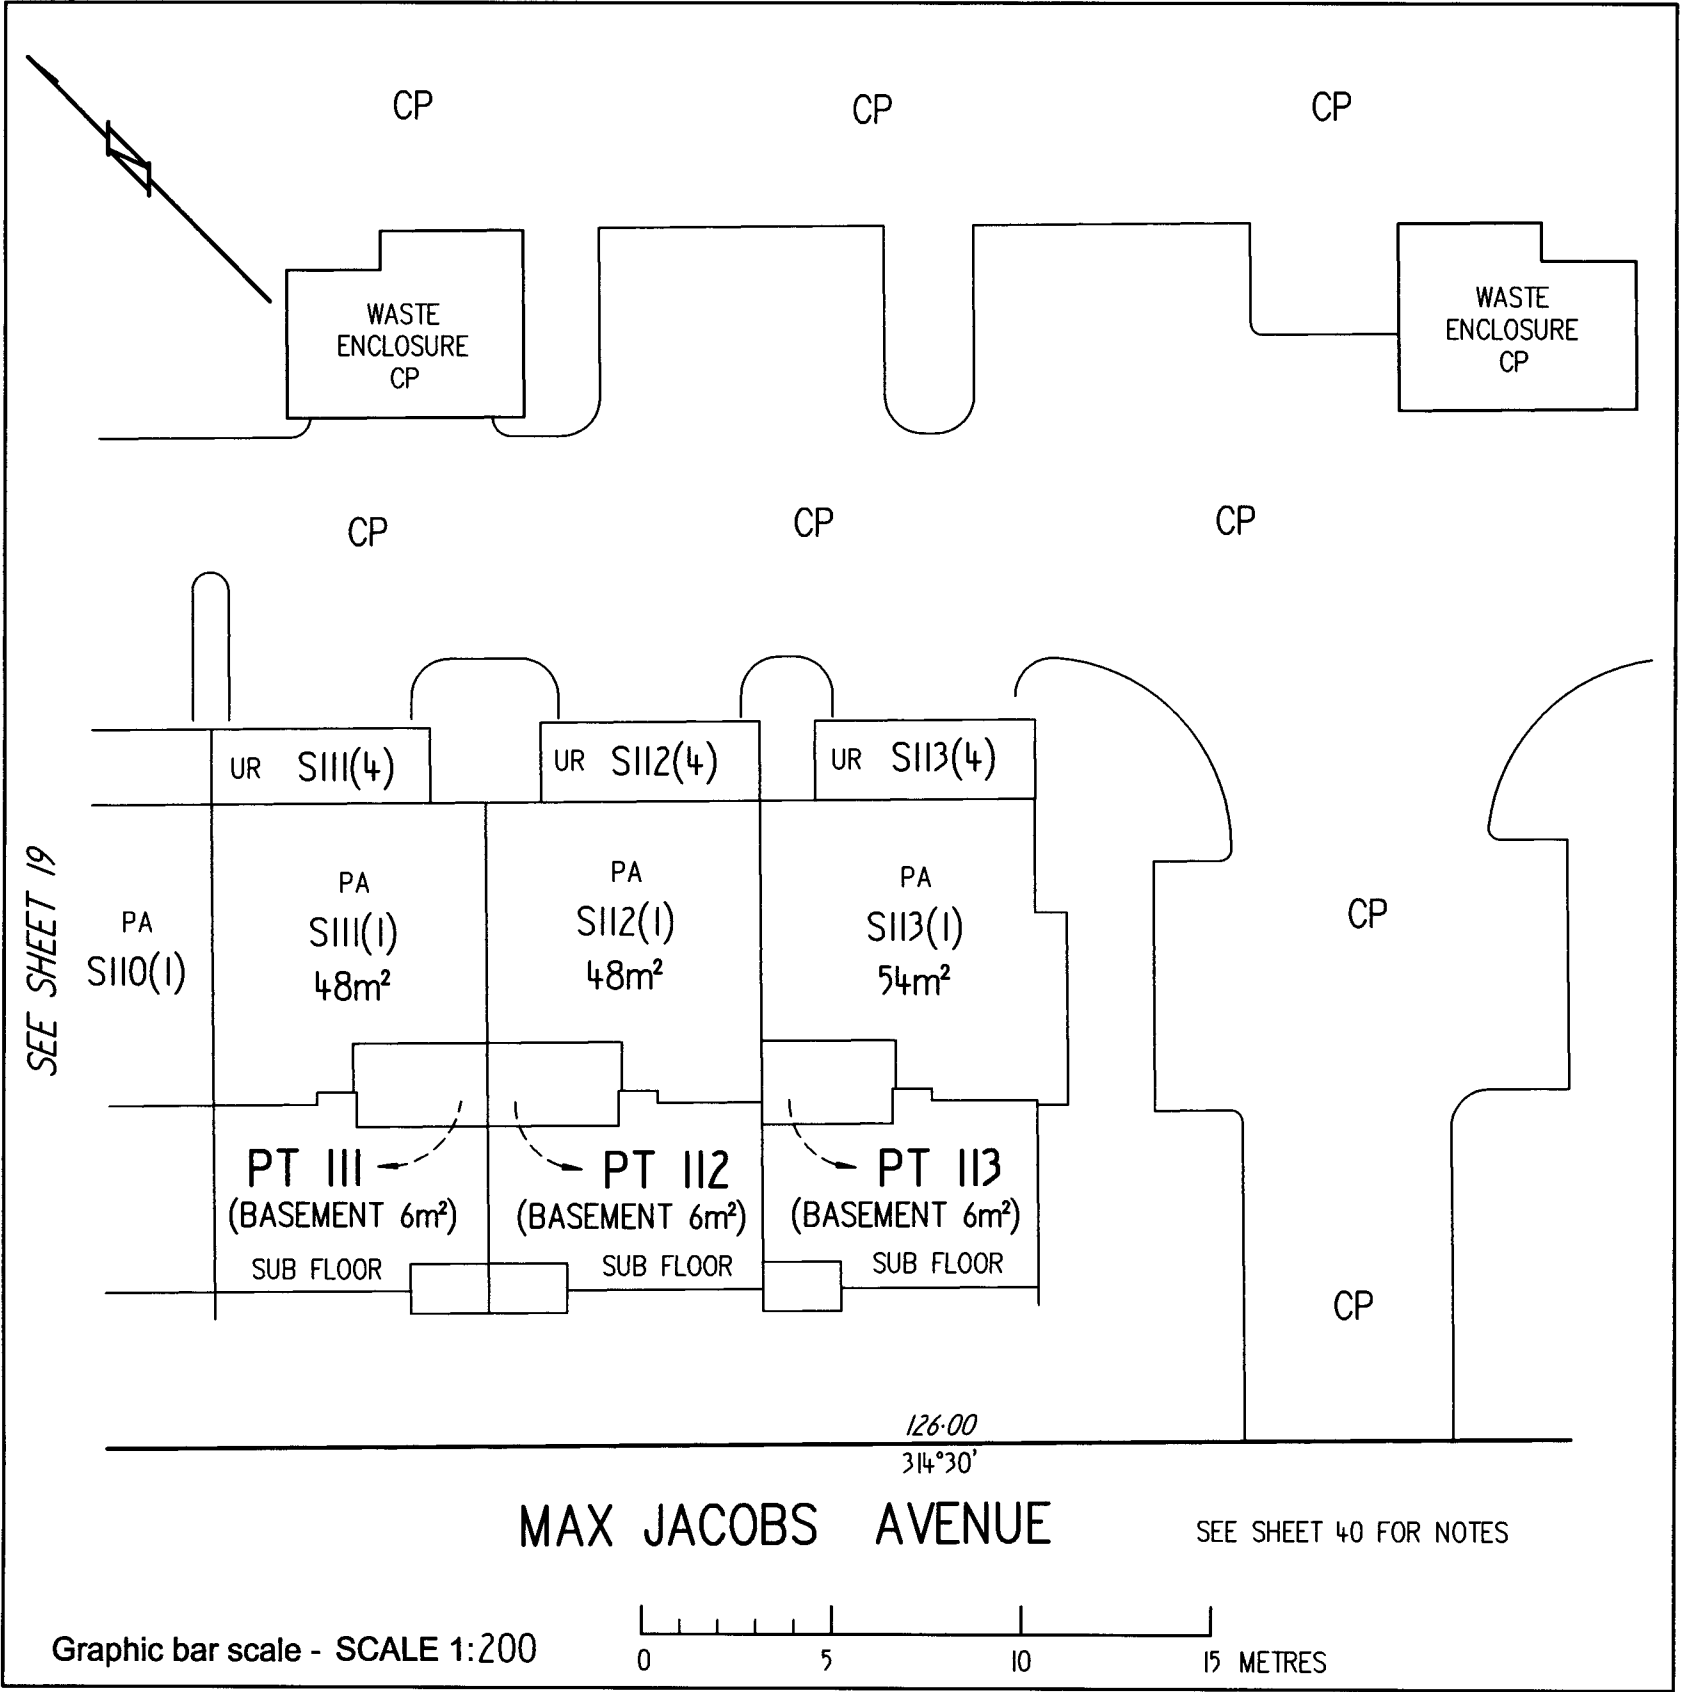 CP
CP
CP
WASTE
ENCLOSURE
CP
WASTE
ENCLOSURE
CP
CP
CP
CP
UR S111(4)
UR S112(4)
UR S113(4)
SEE SHEET 19
PA
S110(1)
PA
S111(1)
48m²
PA
S112(1)
48m²
PA
S113(1)
54m²
CP
PT 111
(BASEMENT 6m²)
SUB FLOOR
PT 112
(BASEMENT 6m²)
SUB FLOOR
PT 113
(BASEMENT 6m²)
SUB FLOOR
CP
126·00
314°30'
MAX JACOBS AVENUE
SEE SHEET 40 FOR NOTES
Graphic bar scale - SCALE 1:200
0 5 10 15 METRES